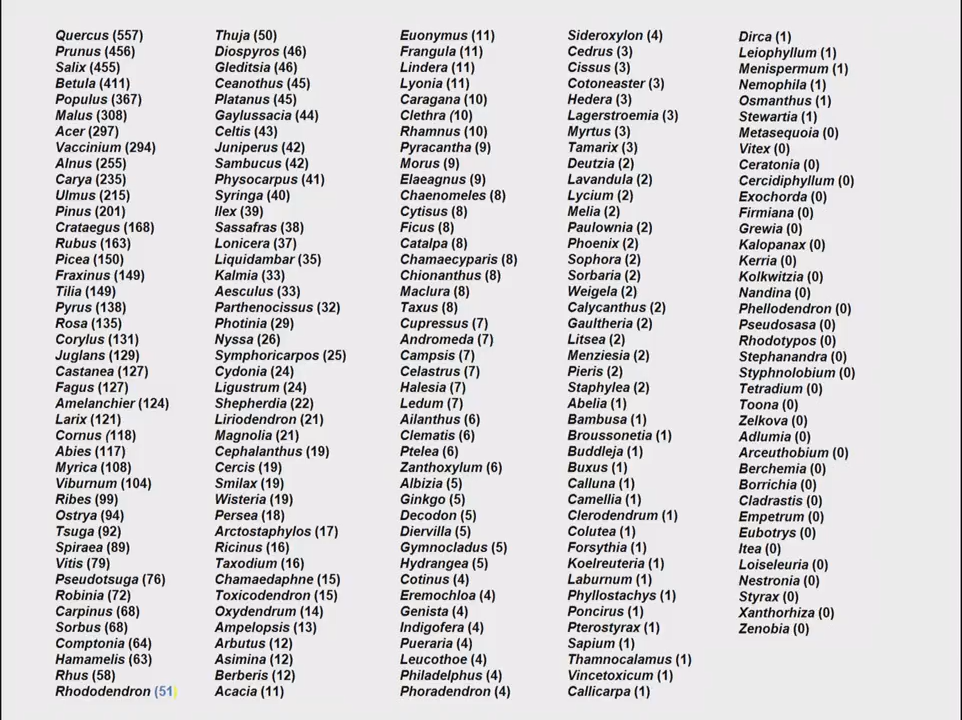 Quercus (557)
Prunus (456)
Salix (455)
Betula (411)
Populus (367)
Malus (308)
Acer (297)
Vaccinium (294)
Alnus (255)
Carya (235)
Ulmus (215)
Pinus (201)
Crataegus (168)
Rubus (163)
Picea (150)
Fraxinus (149)
Tilia (149)
Pyrus (138)
Rosa (135)
Corylus (131)
Juglans (129)
Castanea (127)
Fagus (127)
Amelanchier (124)
Larix (121)
Cornus (118)
Abies (117)
Myrica (108)
Viburnum (104)
Ribes (99)
Ostrya (94)
Tsuga (92)
Spiraea (89)
Vitis (79)
Pseudotsuga (76)
Robinia (72)
Carpinus (68)
Sorbus (68)
Comptonia (64)
Hamamelis (63)
Rhus (58)
Rhododendron (51)
Thuja (50)
Diospyros (46)
Gleditsia (46)
Ceanothus (45)
Platanus (45)
Gaylussacia (44)
Celtis (43)
Juniperus (42)
Sambucus (42)
Physocarpus (41)
Syringa (40)
Ilex (39)
Sassafras (38)
Lonicera (37)
Liquidambar (35)
Kalmia (33)
Aesculus (33)
Parthenocissus (32)
Photinia (29)
Nyssa (26)
Symphoricarpos (25)
Cydonia (24)
Ligustrum (24)
Shepherdia (22)
Liriodendron (21)
Magnolia (21)
Cephalanthus (19)
Cercis (19)
Smilax (19)
Wisteria (19)
Persea (18)
Arctostaphylos (17)
Ricinus (16)
Taxodium (16)
Chamaedaphne (15)
Toxicodendron (15)
Oxydendrum (14)
Ampelopsis (13)
Arbutus (12)
Asimina (12)
Berberis (12)
Acacia (11)
Euonymus (11)
Frangula (11)
Lindera (11)
Lyonia (11)
Caragana (10)
Clethra (10)
Rhamnus (10)
Pyracantha (9)
Morus (9)
Elaeagnus (9)
Chaenomeles (8)
Cytisus (8)
Ficus (8)
Catalpa (8)
Chamaecyparis (8)
Chionanthus (8)
Maclura (8)
Taxus (8)
Cupressus (7)
Andromeda (7)
Campsis (7)
Celastrus (7)
Halesia (7)
Ledum (7)
Ailanthus (6)
Clematis (6)
Ptelea (6)
Zanthoxylum (6)
Albizia (5)
Ginkgo (5)
Decodon (5)
Diervilla (5)
Gymnocladus (5)
Hydrangea (5)
Cotinus (4)
Eremochloa (4)
Genista (4)
Indigofera (4)
Pueraria (4)
Leucothoe (4)
Philadelphus (4)
Phoradendron (4)
Sideroxylon (4)
Cedrus (3)
Cissus (3)
Cotoneaster (3)
Hedera (3)
Lagerstroemia (3)
Myrtus (3)
Tamarix (3)
Deutzia (2)
Lavandula (2)
Lycium (2)
Melia (2)
Paulownia (2)
Phoenix (2)
Sophora (2)
Sorbaria (2)
Weigela (2)
Calycanthus (2)
Gaultheria (2)
Litsea (2)
Menziesia (2)
Pieris (2)
Staphylea (2)
Abelia (1)
Bambusa (1)
Broussonetia (1)
Buddleja (1)
Buxus (1)
Calluna (1)
Camellia (1)
Clerodendrum (1)
Colutea (1)
Forsythia (1)
Koelreuteria (1)
Laburnum (1)
Phyllostachys (1)
Poncirus (1)
Pterostyrax (1)
Sapium (1)
Thamnocalamus (1)
Vincetoxicum (1)
Callicarpa (1)
Dirca (1)
Leiophyllum (1)
Menispermum (1)
Nemophila (1)
Osmanthus (1)
Stewartia (1)
Metasequoia (0)
Vitex (0)
Ceratonia (0)
Cercidiphyllum (0)
Exochorda (0)
Firmiana (0)
Grewia (0)
Kalopanax (0)
Kerria (0)
Kolkwitzia (0)
Nandina (0)
Phellodendron (0)
Pseudosasa (0)
Rhodotypos (0)
Stephanandra (0)
Styphnolobium (0)
Tetradium (0)
Toona (0)
Zelkova (0)
Adlumia (0)
Arceuthobium (0)
Berchemia (0)
Borrichia (0)
Cladrastis (0)
Empetrum (0)
Eubotrys (0)
Itea (0)
Loiseleuria (0)
Nestronia (0)
Styrax (0)
Xanthorhiza (0)
Zenobia (0)